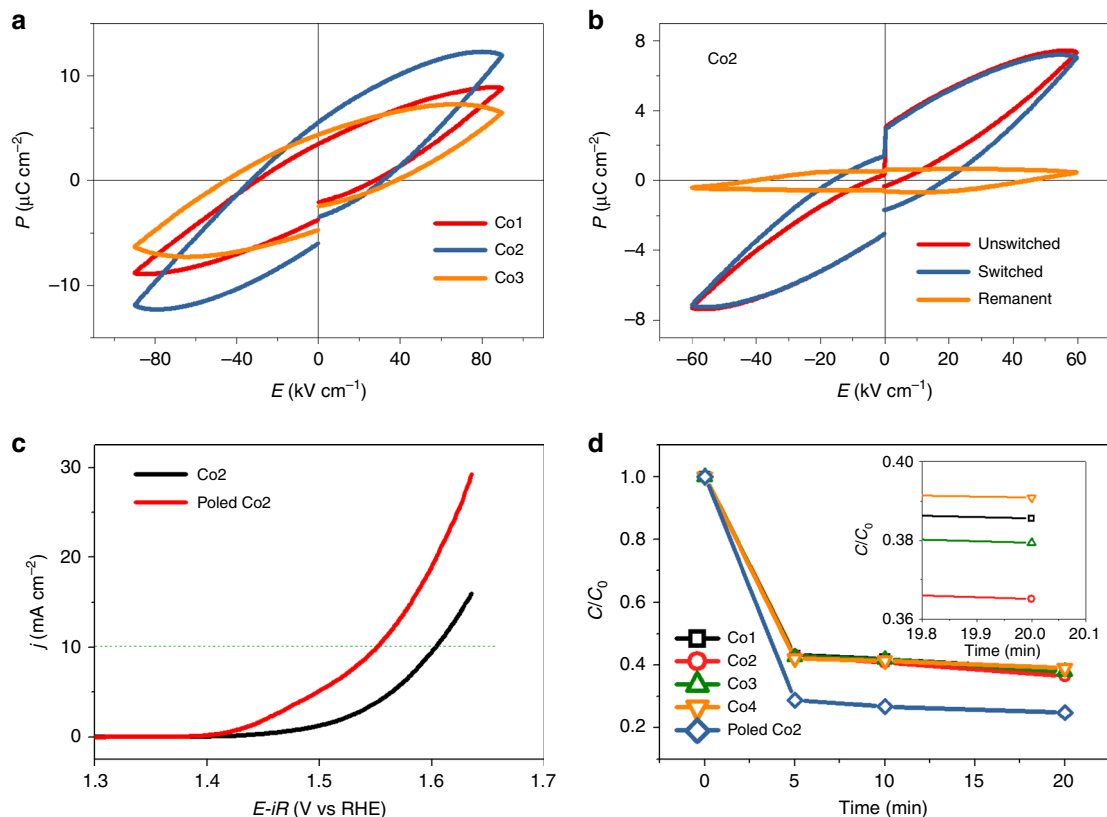 a
10
0
−10
P (μC cm⁻²)
Co1
Co2
Co3
−80
−40
0
40
80
E (kV cm⁻¹)
b
Co2
8
4
0
−4
−8
P (μC cm⁻²)
Unswitched
Switched
Remanent
−60
−40
−20
0
20
40
60
E (kV cm⁻¹)
c
Co2
Poled Co2
30
20
10
0
j (mA cm⁻²)
1.3
1.4
1.5
1.6
1.7
E-iR (V vs RHE)
d
1.0
0.8
0.6
0.4
0.2
C/C₀
Co1
Co2
Co3
Co4
Poled Co2
0
5
10
15
20
Time (min)
0.40
0.38
0.36
C/C₀
19.8
19.9
20.0
20.1
Time (min)